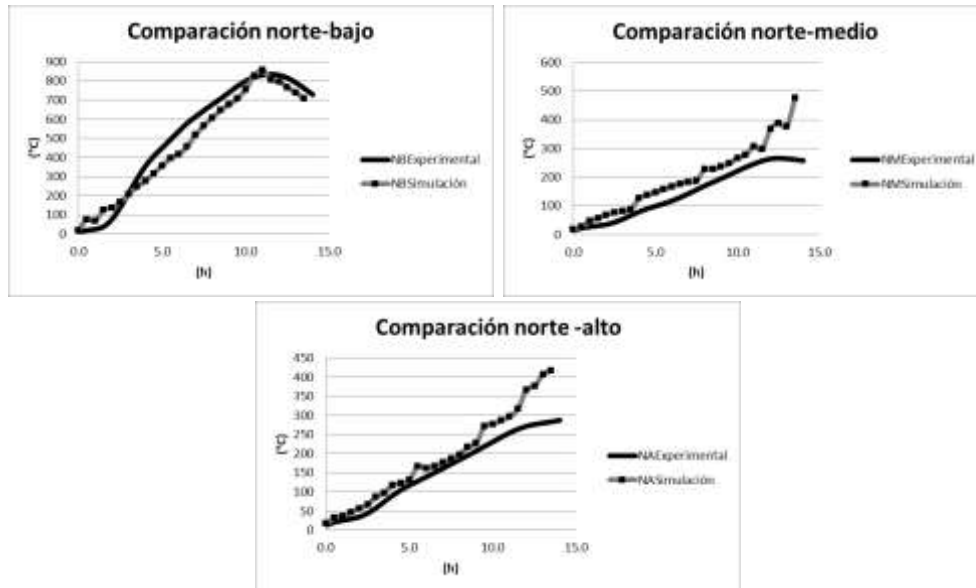 Comparación norte-bajo
900
800
700
600
500
400
300
200
100
0
(°C)
0.0 5.0 10.0 15.0
(h)
NBExperimental
NBSimulación
Comparación norte-medio
600
500
400
300
200
100
0
(°C)
0.0 5.0 10.0 15.0
(h)
NMExperimental
NMSimulación
Comparación norte -alto
450
400
350
300
250
200
150
100
50
0
(°C)
0.0 5.0 10.0 15.0
(h)
NAExperimental
NASimulación